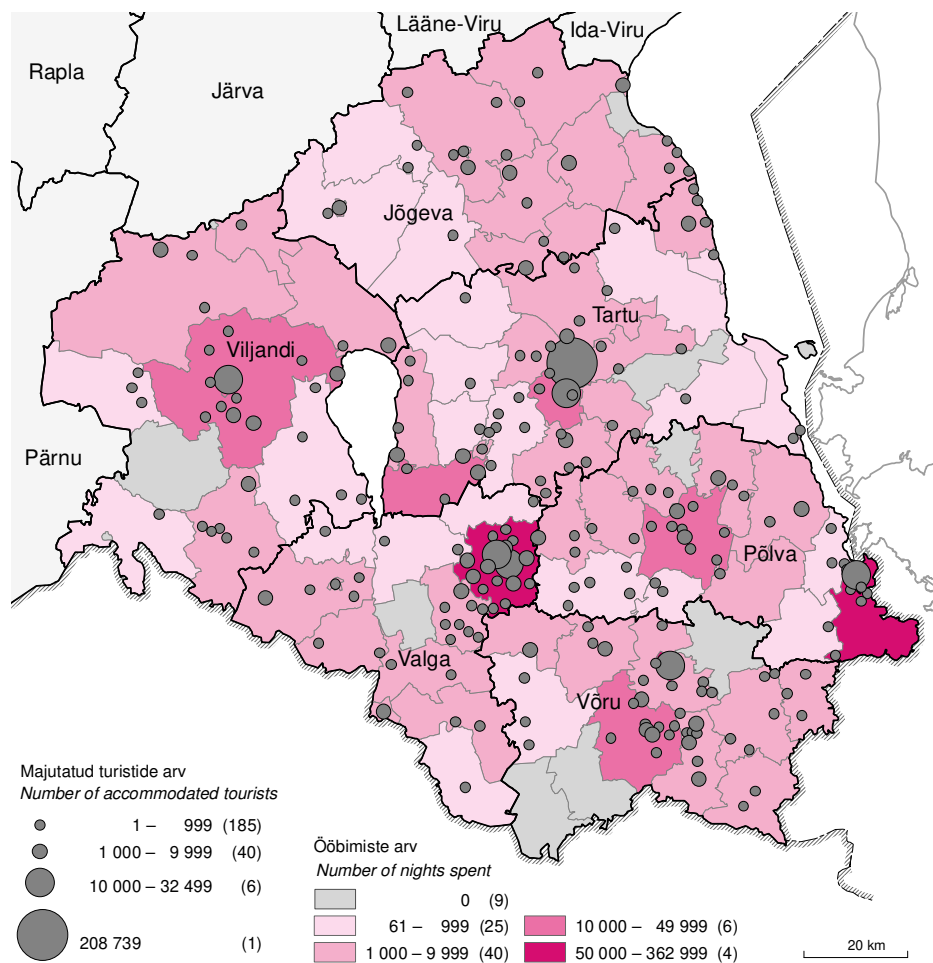 Lääne-Viru
Ida-Viru
Rapla
Järva
Jõgeva
Tartu
Viljandi
Pärnu
Põlva
Valga
Võru
Majutatud turistide arv
Number of accommodated tourists
1 – 999 (185)
1 000 – 9 999 (40)
10 000 – 32 499 (6)
208 739 (1)
Ööbimiste arv
Number of nights spent
0 (9)
61 – 999 (25)
1 000 – 9 999 (40)
10 000 – 49 999 (6)
50 000 – 362 999 (4)
20 km